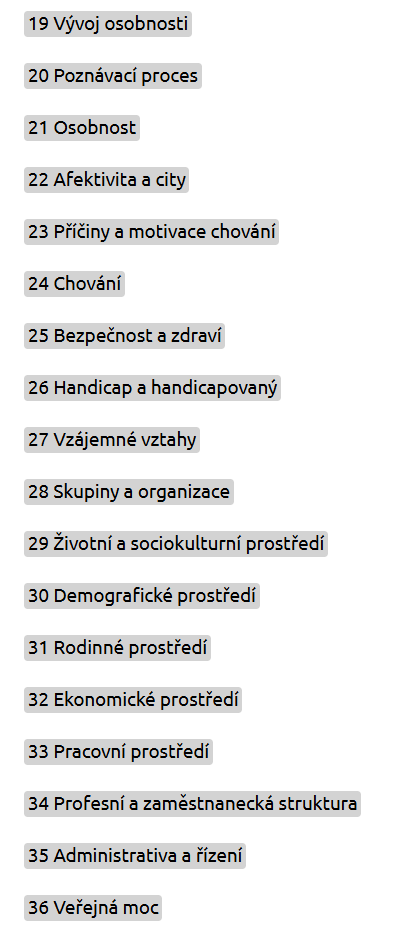 19 Vývoj osobnosti
20 Poznávací proces
21 Osobnost
22 Afektivita a city
23 Příčiny a motivace chování
24 Chování
25 Bezpečnost a zdraví
26 Handicap a handicapovaný
27 Vzájemné vztahy
28 Skupiny a organizace
29 Životní a sociokulturní prostředí
30 Demografické prostředí
31 Rodinné prostředí
32 Ekonomické prostředí
33 Pracovní prostředí
34 Profesní a zaměstnanecká struktura
35 Administrativa a řízení
36 Veřejná moc